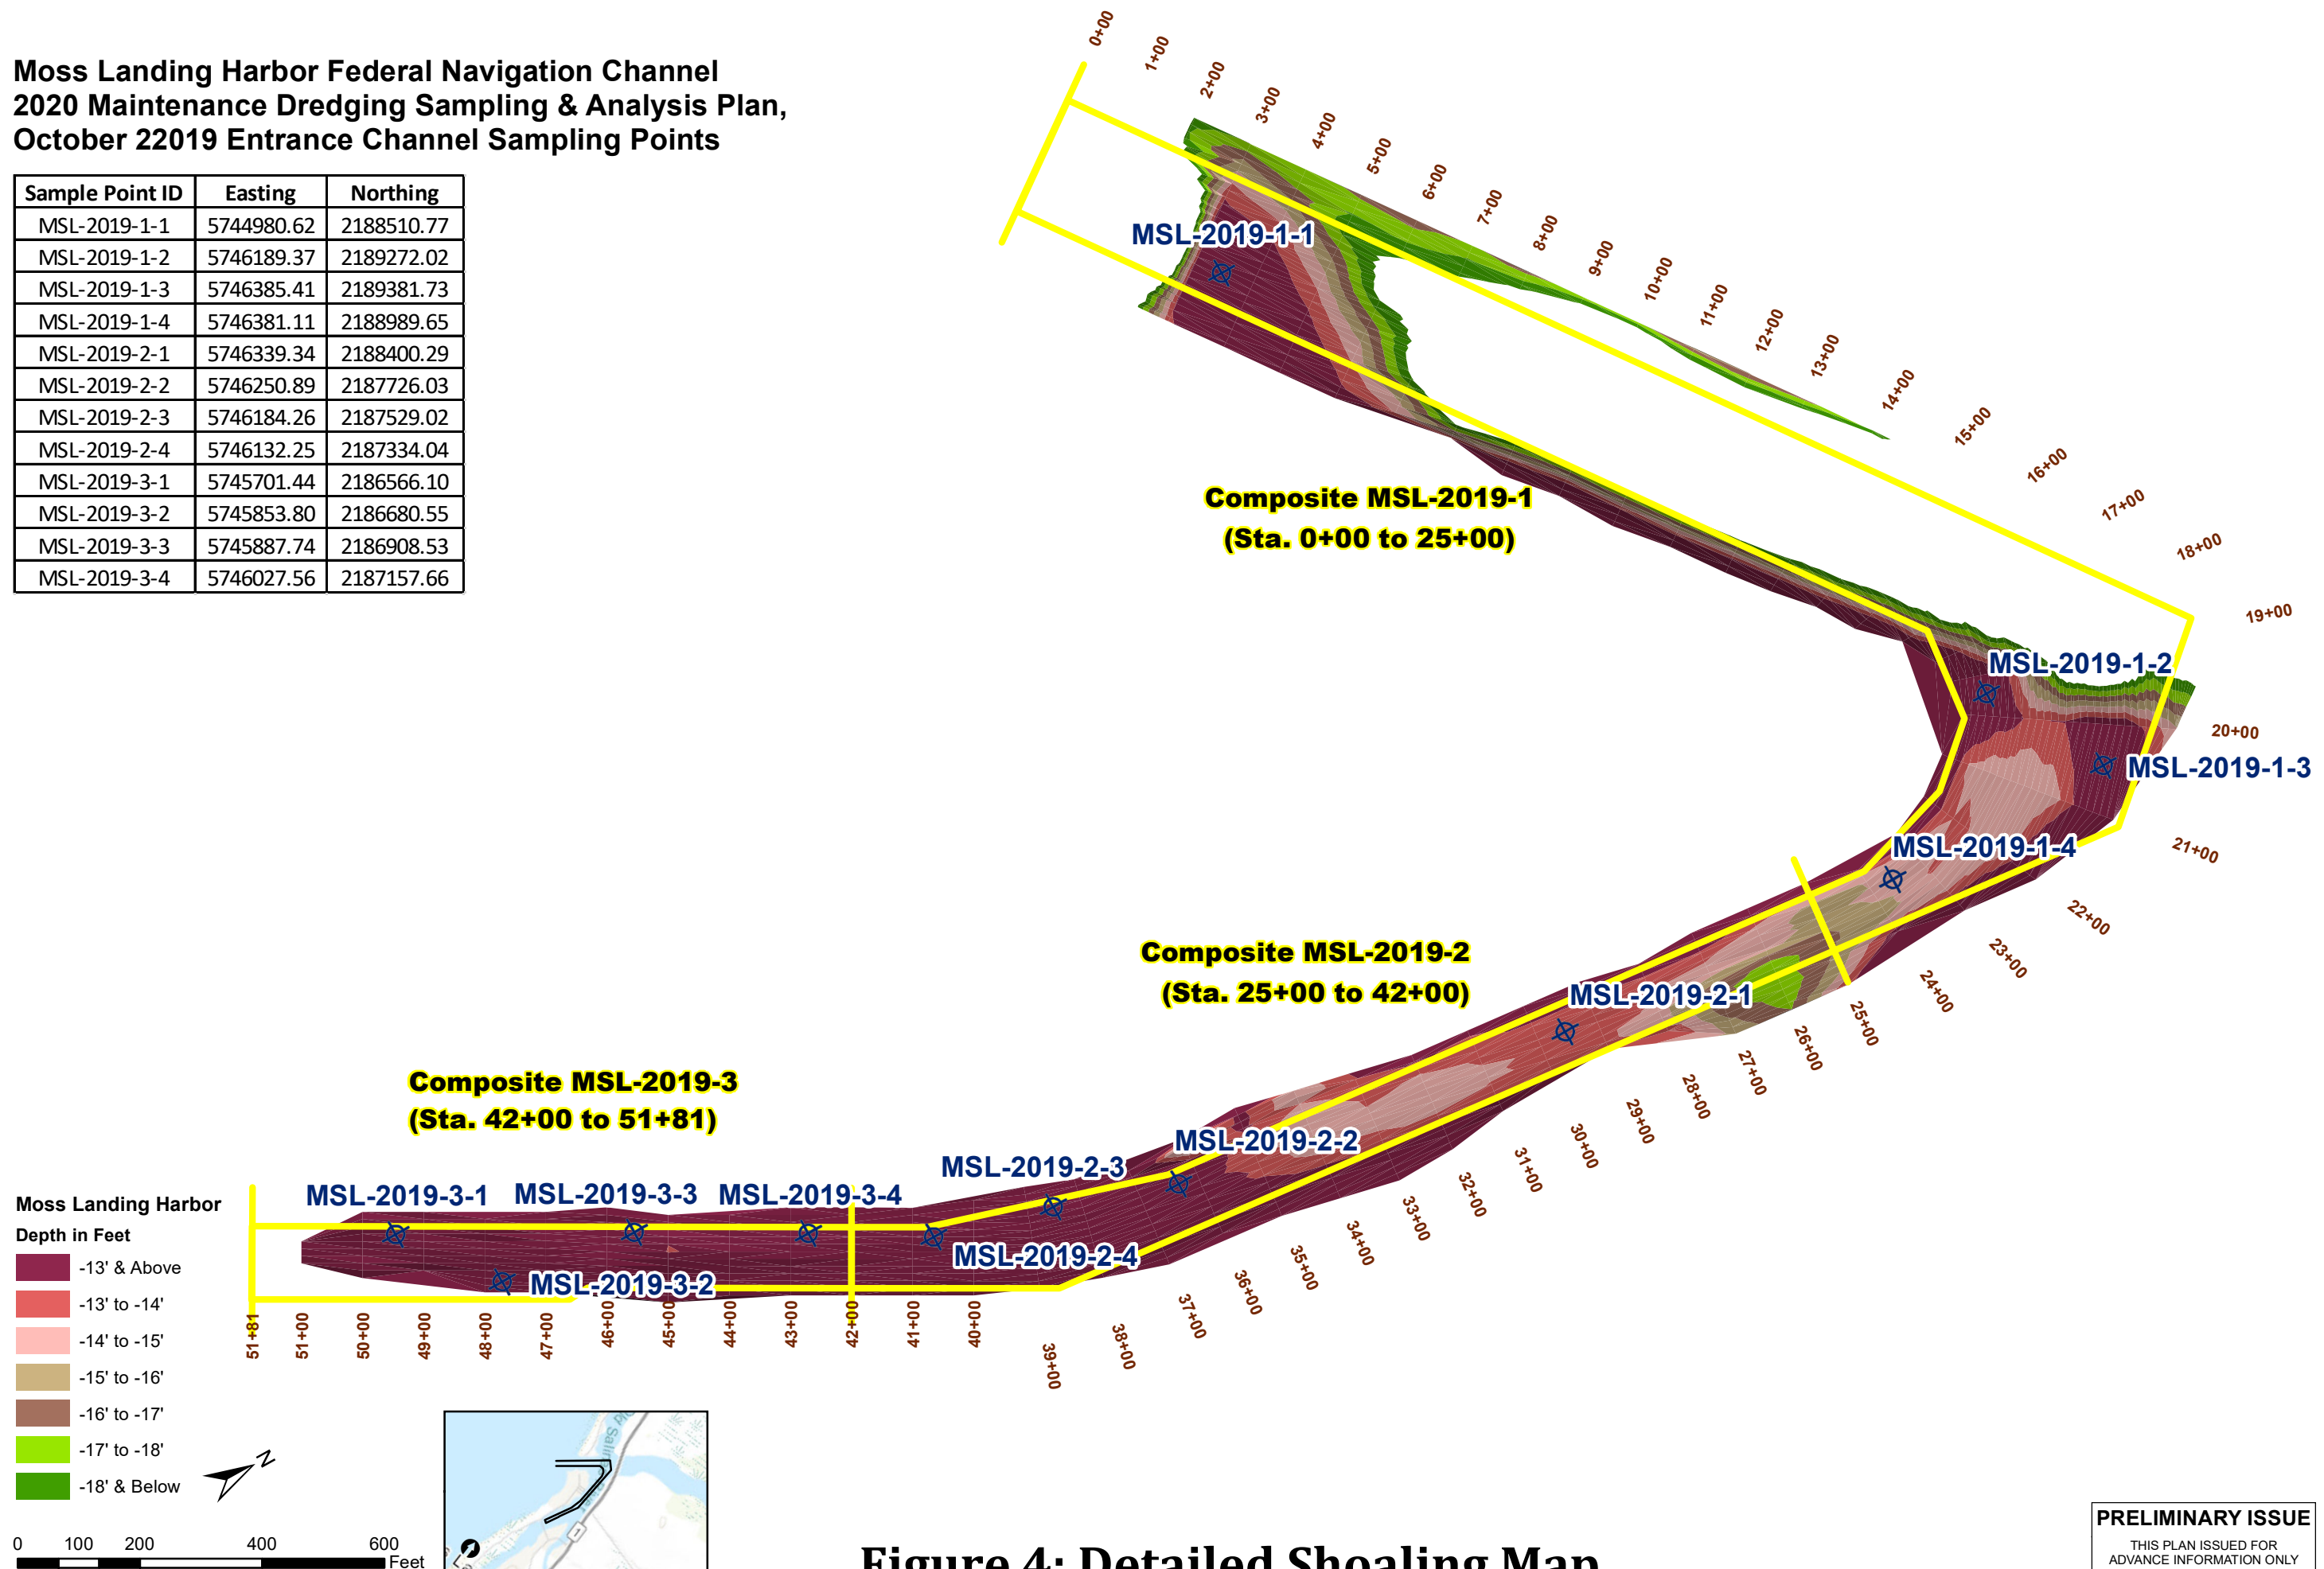 Moss Landing Harbor Federal Navigation Channel
2020 Maintenance Dredging Sampling & Analysis Plan,
October 22019 Entrance Channel Sampling Points
Sample Point ID Easting Northing
MSL-2019-1-1 5744980.62 2188510.77
MSL-2019-1-2 5746189.37 2189272.02
MSL-2019-1-3 5746385.41 2189381.73
MSL-2019-1-4 5746381.11 2188989.65
MSL-2019-2-1 5746339.34 2188400.29
MSL-2019-2-2 5746250.89 2187726.03
MSL-2019-2-3 5746184.26 2187529.02
MSL-2019-2-4 5746132.25 2187334.04
MSL-2019-3-1 5745701.44 2186566.10
MSL-2019-3-2 5745853.80 2186680.55
MSL-2019-3-3 5745887.74 2186908.53
MSL-2019-3-4 5746027.56 2187157.66
0+00
1+00
2+00
3+00
4+00
5+00
6+00
7+00
8+00
9+00
10+00
11+00
12+00
13+00
14+00
15+00
16+00
17+00
18+00
19+00
20+00
21+00
22+00
23+00
24+00
25+00
26+00
27+00
28+00
29+00
30+00
31+00
32+00
33+00
34+00
35+00
36+00
37+00
38+00
39+00
40+00
41+00
42+00
43+00
44+00
45+00
46+00
47+00
48+00
49+00
50+00
51+00
51+81
MSL-2019-1-1
Composite MSL-2019-1
(Sta. 0+00 to 25+00)
MSL-2019-1-2
MSL-2019-1-3
MSL-2019-1-4
Composite MSL-2019-2
(Sta. 25+00 to 42+00)
MSL-2019-2-1
MSL-2019-2-2
MSL-2019-2-3
MSL-2019-2-4
Composite MSL-2019-3
(Sta. 42+00 to 51+81)
MSL-2019-3-1
MSL-2019-3-3
MSL-2019-3-4
MSL-2019-3-2
Moss Landing Harbor
Depth in Feet
-13' & Above
-13' to -14'
-14' to -15'
-15' to -16'
-16' to -17'
-17' to -18'
-18' & Below
N
0 100 200 400 600
Feet
1
Figure 4: Detailed Shoaling Map
PRELIMINARY ISSUE
THIS PLAN ISSUED FOR
ADVANCE INFORMATION ONLY